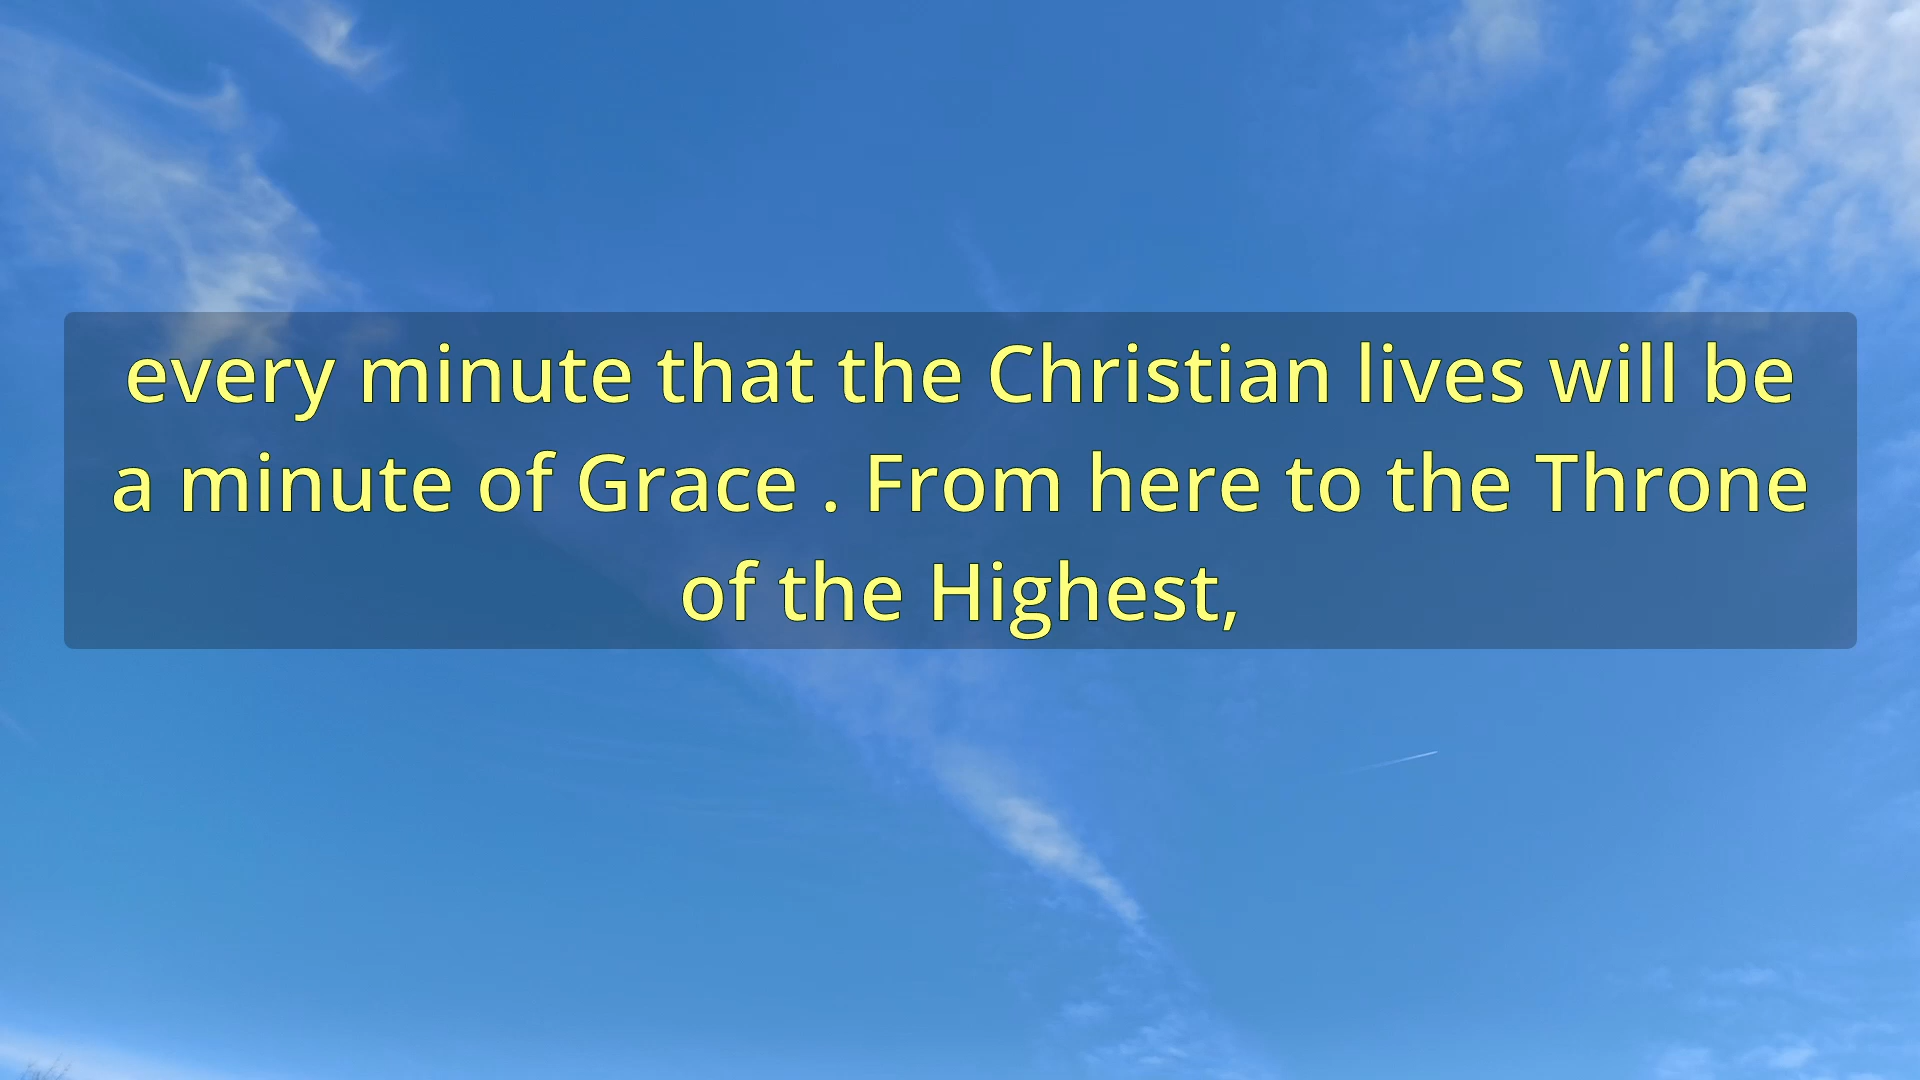 every minute that the Christian lives will be
a minute of Grace . From here to the Throne
of the Highest,